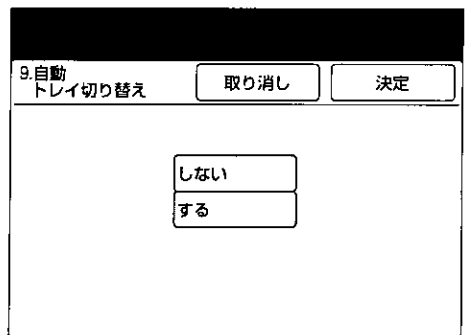 9.自動
トレイ切り替え
取り消し
決定
しない
する